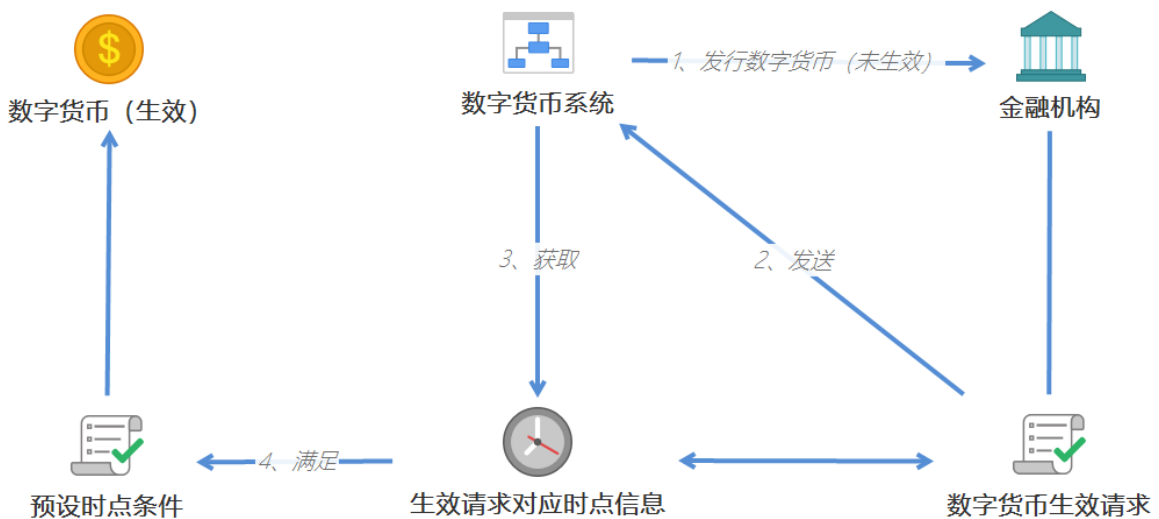 $
1、发行数字货币（未生效）
数字货币（生效）
数字货币系统
金融机构
3、获取
2、发送
4、满足
预设时点条件
生效请求对应时点信息
数字货币生效请求